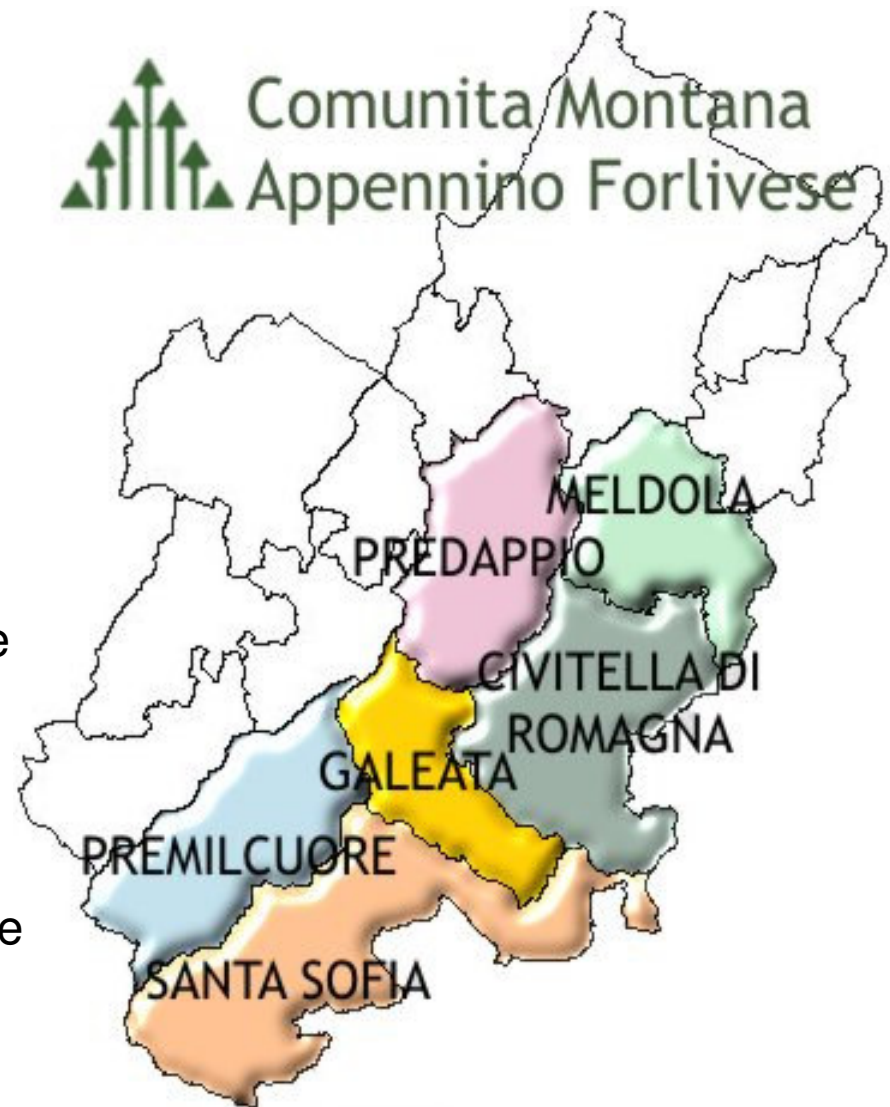 Comunita Montana
Appennino Forlivese
MELDOLA
PREDAPPIO
e
CIVITELLA DI
ROMAGNA
GALEATA
PREMILCUORE
e
SANTA SOFIA